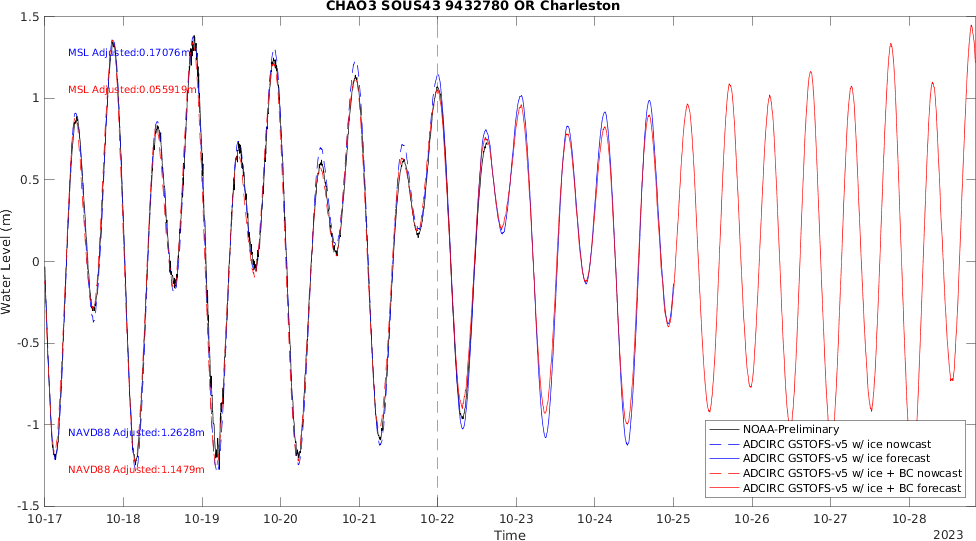 CHAO3 SOUS43 9432780 OR Charleston
1.5
1
0.5
0
-0.5
-1
-1.5
Water Level (m)
MSL Adjusted:0.17076m
MSL Adjusted:0.055919m
NAVD88 Adjusted:1.2628m
NAVD88 Adjusted:1.1479m
NOAA-Preliminary
ADCIRC GSTOFS-v5 w/ ice nowcast
ADCIRC GSTOFS-v5 w/ ice forecast
ADCIRC GSTOFS-v5 w/ ice + BC nowcast
ADCIRC GSTOFS-v5 w/ ice + BC forecast
10-17 10-18 10-19 10-20 10-21 10-22 10-23 10-24 10-25 10-26 10-27 10-28
Time
2023